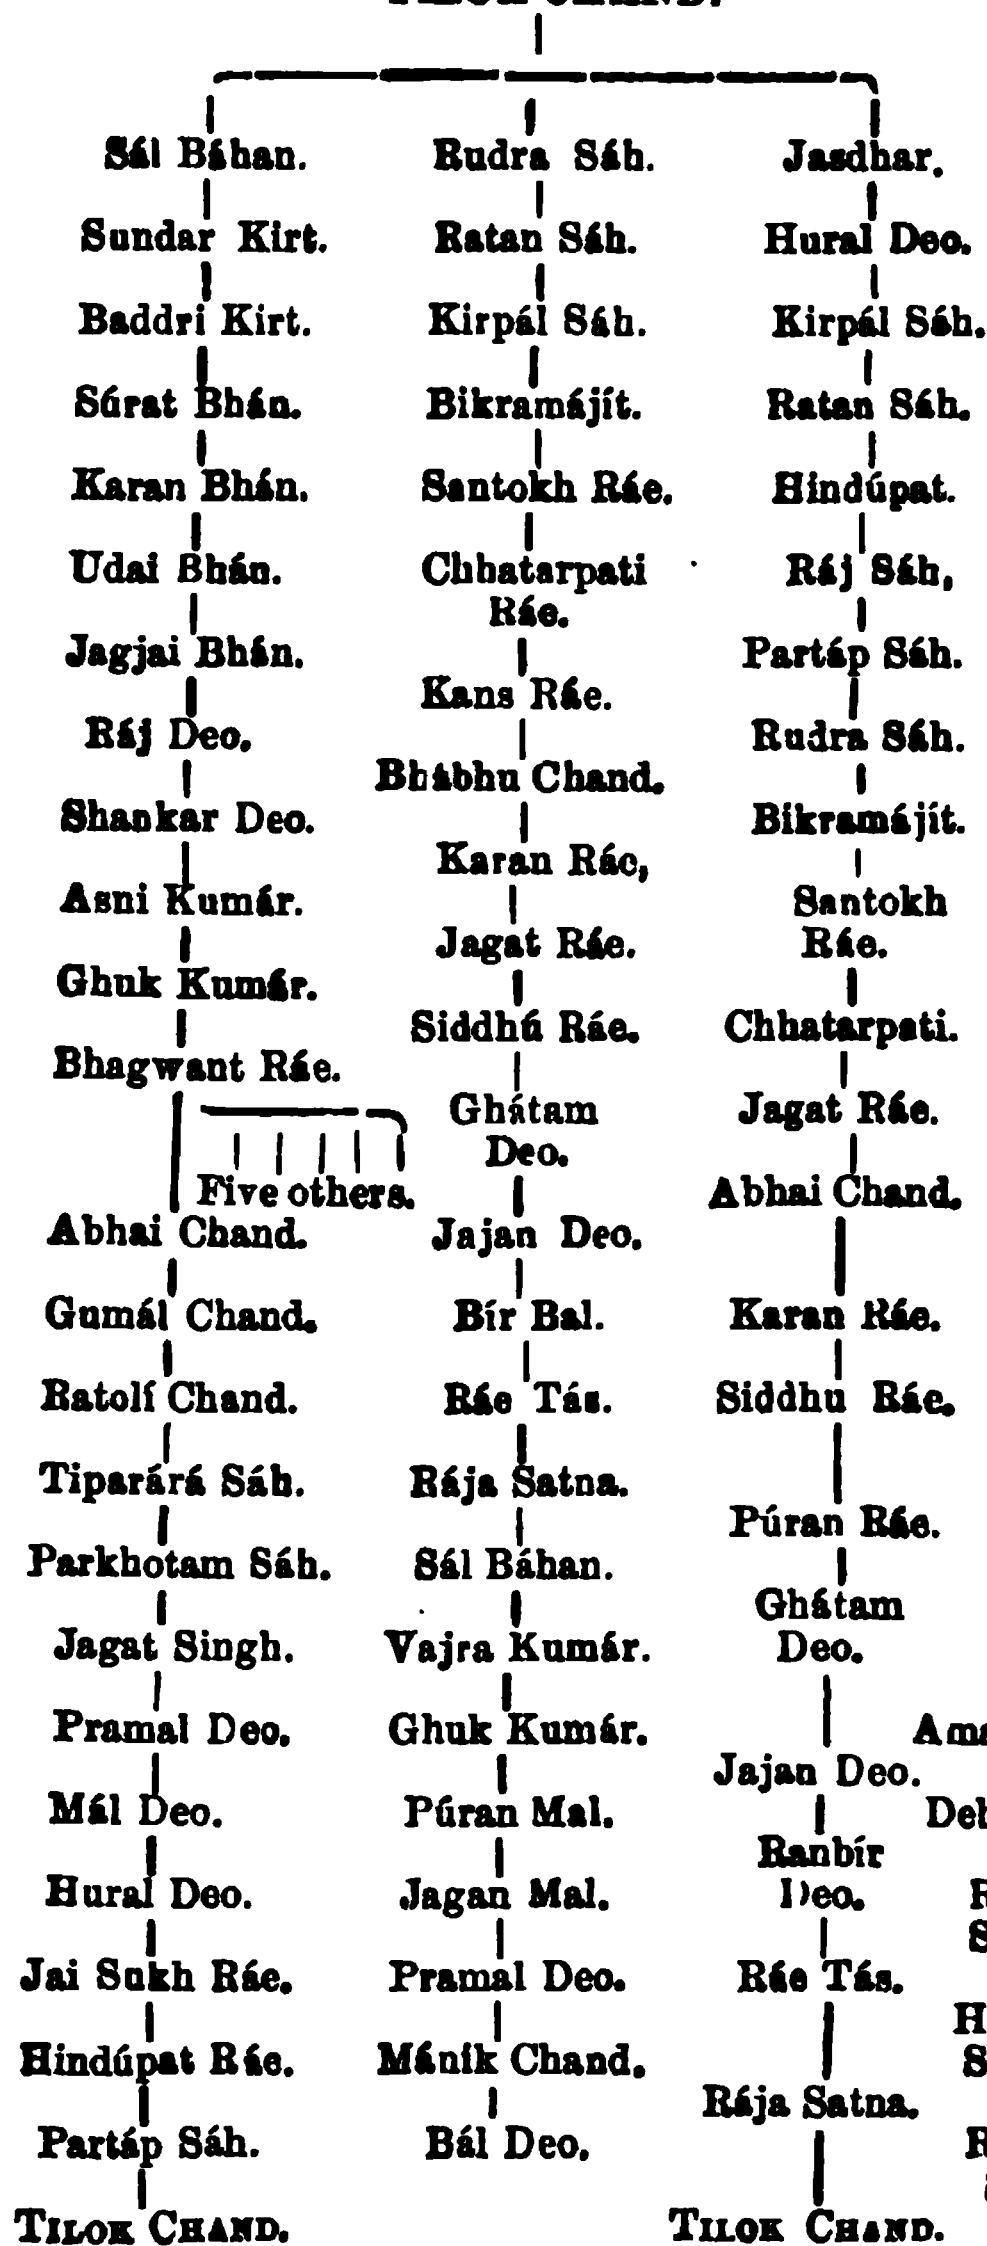 Sál Báhan.
Sundar Kirt.
Baddri Kirt.
Súrat Bhán.
Karan Bhán.
Udai Bhán.
Jagjai Bhán.
Ráj Deo.
Shankar Deo.
Asni Kumár.
Ghuk Kumár.
Bhagwant Ráe.
Five others.
Abhai Chand.
Gumál Chand.
Ratolí Chand.
Tiparárá Sáh.
Parkhotam Sáh.
Jagat Singh.
Pramal Deo.
Mál Deo.
Hural Deo.
Jai Sukh Ráe.
Hindúpat Ráe.
Partáp Sáh.
TILOK CHAND.
Rudra Sáh.
Ratan Sáh.
Kirpál Sáh.
Bikramájít.
Santokh Ráe.
Chhatarpati
Ráe.
Kans Ráe.
Bhábhu Chand.
Karan Ráe,
Jagat Ráe.
Siddhú Ráe.
Ghátam
Deo.
Jajan Deo.
Bír Bal.
Ráe Tás.
Rája Satna.
Sál Báhan.
Vajra Kumár.
Ghuk Kumár.
Púran Mal.
Jagan Mal.
Pramal Deo.
Mánik Chand.
Bál Deo.
Jasdhar.
Hural Deo.
Kirpál Sáh.
Ratan Sáh.
Hindúpat.
Ráj Sáh,
Partáp Sáh.
Rudra Sáh.
Bikramájít.
Santokh
Ráe.
Chhatarpati.
Jagat Ráe.
Abhai Chand.
Karan Ráe.
Siddhu Ráe.
Púran Ráe.
Ghátam
Deo.
Jajan Deo.
Ranbír
Deo.
Ráe Tás.
Rája Satna.
TILOK CHAND.